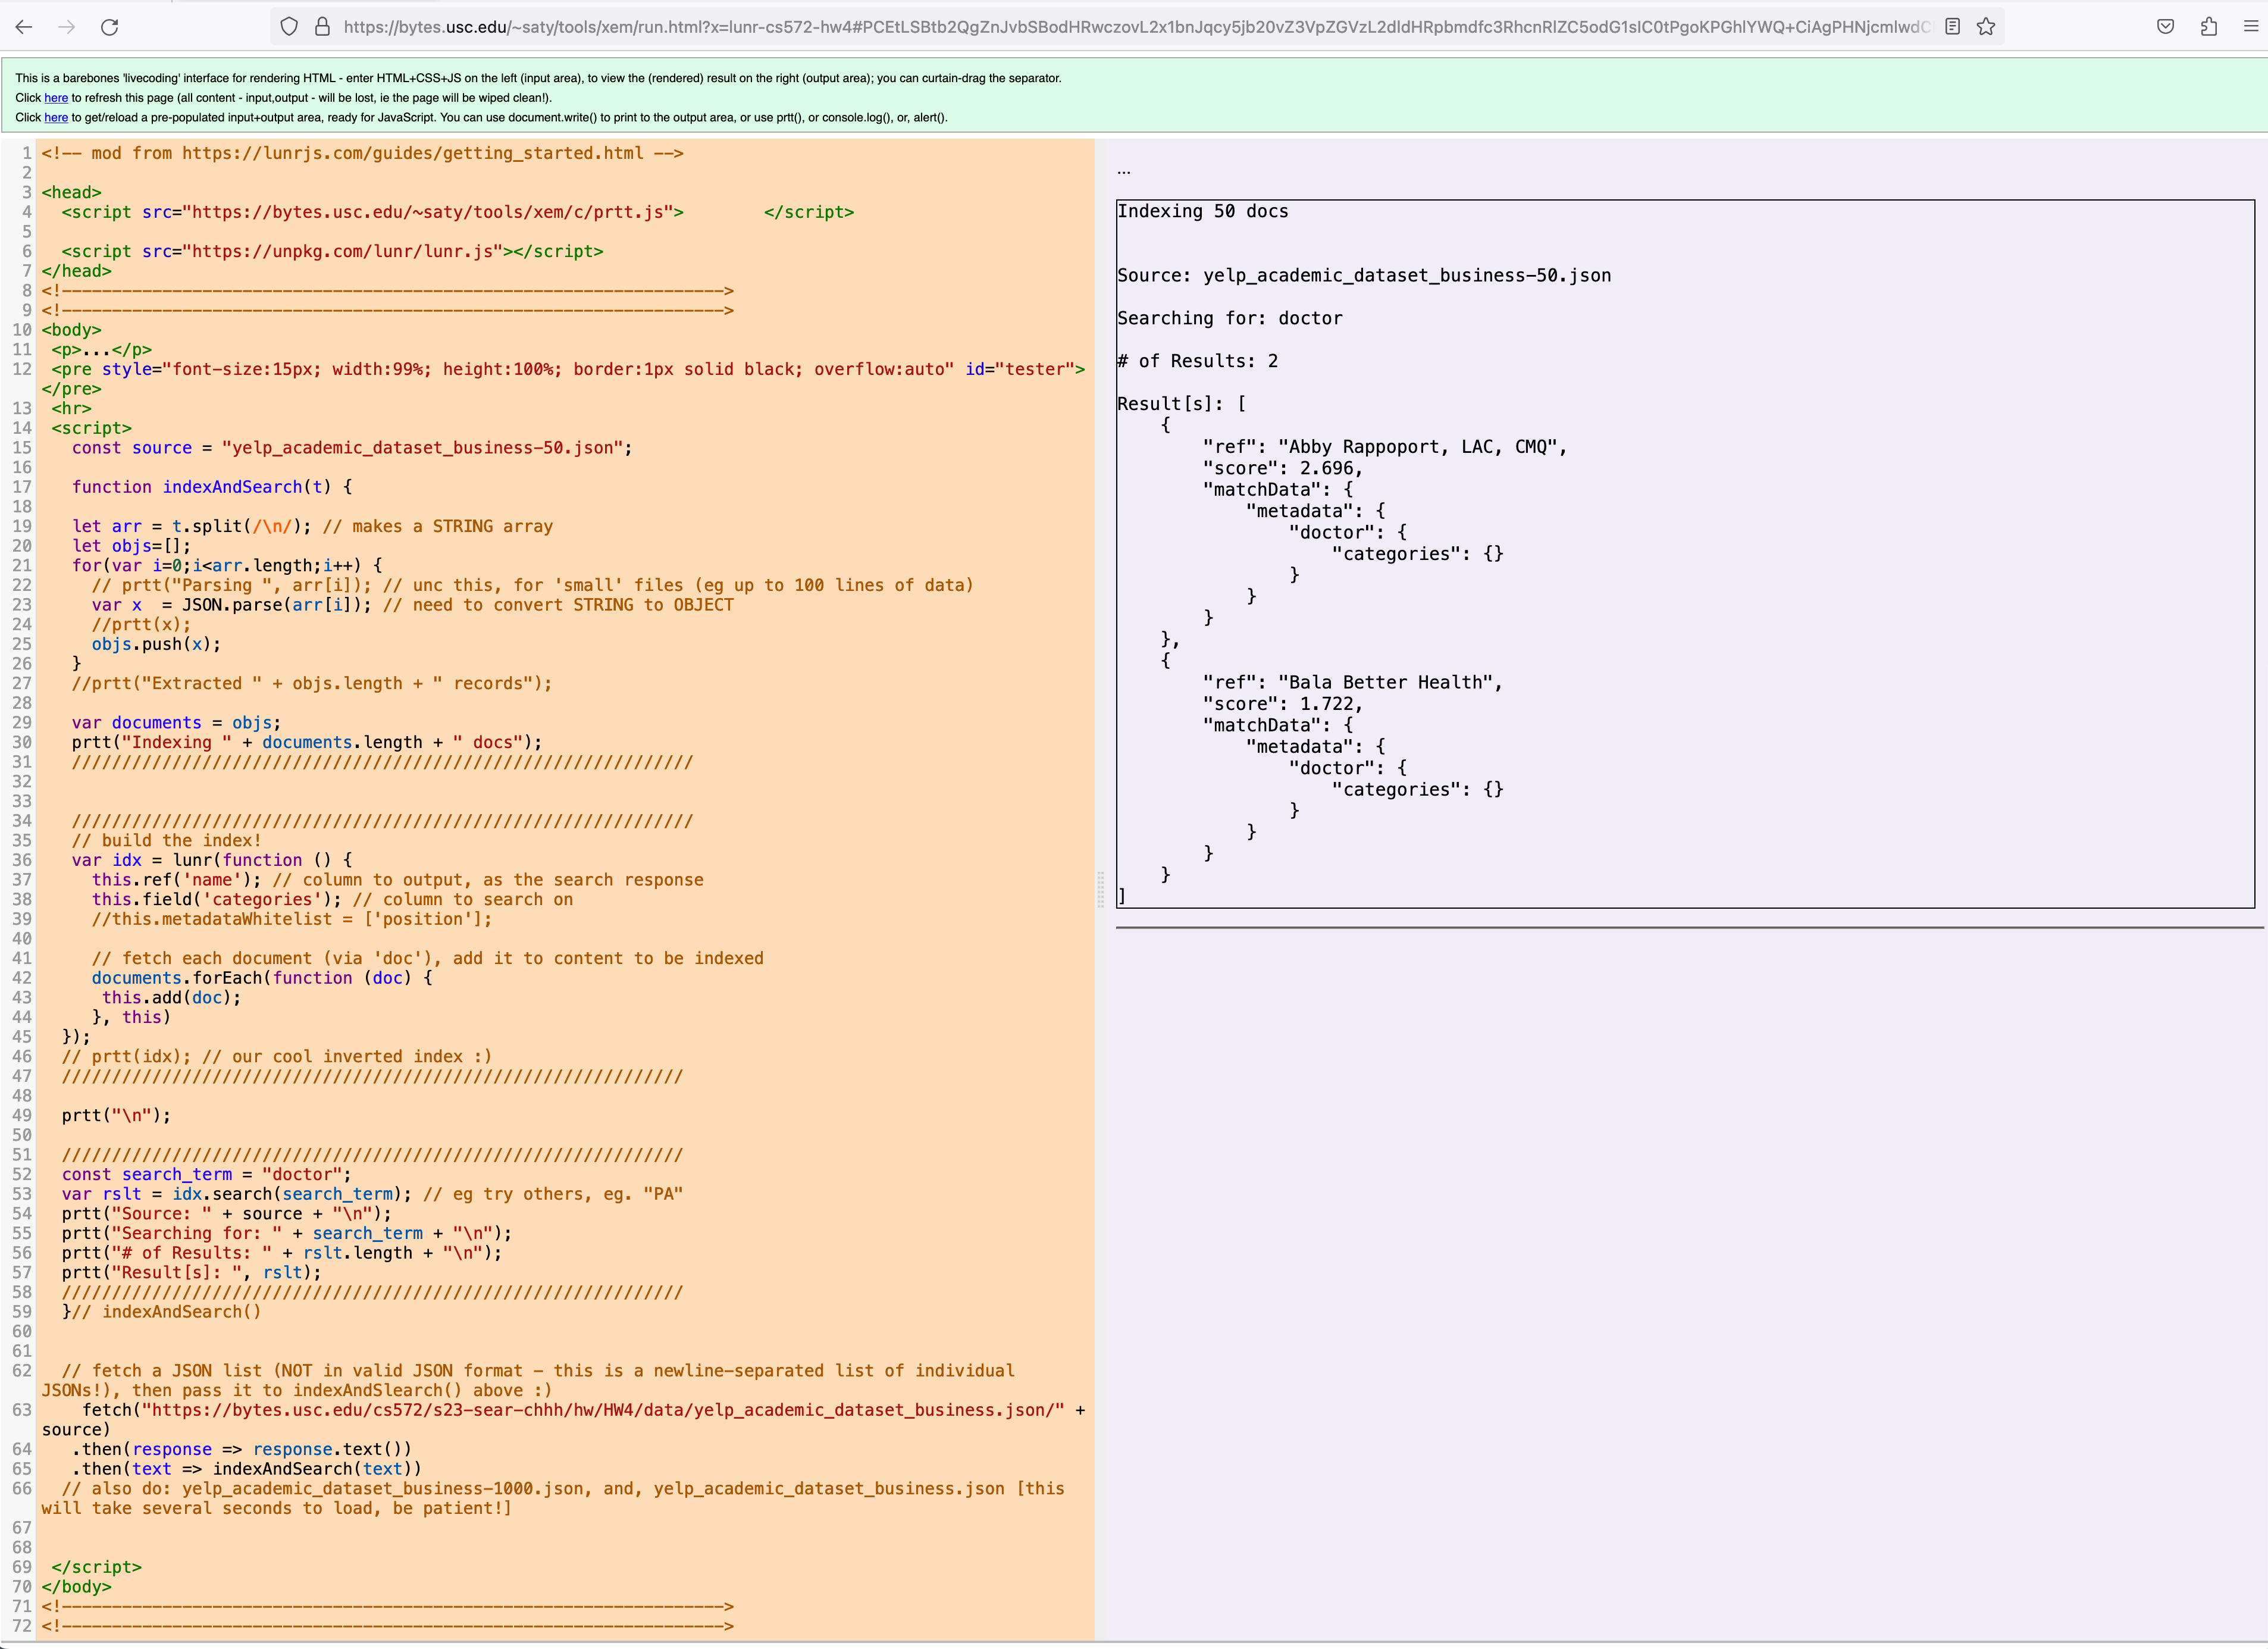 https://bytes.usc.edu/~saty/tools/xem/run.html?x=lunr-cs572-hw4#
This is a barebones 'livecoding' interface for rendering HTML - enter HTML+CSS+JS on the left (input area), to view the (rendered) result on the right (output area); you can curtain-drag the separator.
Click here to refresh this page (all content - input,output - will be lost, ie the page will be wiped clean!).
Click here to get/reload a pre-populated input+output area, ready for JavaScript. You can use document.write() to print to the output area, or use prtt(), or console.log(), or, alert().
1 <!-- mod from https://lunrjs.com/guides/getting_started.html -->
2
3 <head>
4 <script src="https://bytes.usc.edu/~saty/tools/xem/c/prtt.js"> </script>
5
6 <script src="https://unpkg.com/lunr/lunr.js"></script>
7 </head>
8 <!------------------------------------------------------------------>
9 <!------------------------------------------------------------------>
10 <body>
11 <p>...</p>
12 <pre style="font-size:15px; width:99%; height:100%; border:1px solid black; overflow:auto" id="tester">
</pre>
13 <hr>
14 <script>
15 const source = "yelp_academic_dataset_business-50.json";
16
17 function indexAndSearch(t) {
18
19 let arr = t.split(/\n/); // makes a STRING array
20 let objs=[];
21 for(var i=0;i<arr.length;i++) {
22 // prtt("Parsing ", arr[i]); // unc this, for 'small' files (eg up to 100 lines of data)
23 var x  = JSON.parse(arr[i]); // need to convert STRING to OBJECT
24 //prtt(x);
25 objs.push(x);
26 }
27 //prtt("Extracted " + objs.length + " records");
28
29 var documents = objs;
30 prtt("Indexing " + documents.length + " docs");
31 //////////////////////////////////////////////////////////////
32
33
34 //////////////////////////////////////////////////////////////
35 // build the index!
36 var idx = lunr(function () {
37 this.ref('name'); // column to output, as the search response
38 this.field('categories'); // column to search on
39 //this.metadataWhitelist = ['position'];
40
41 // fetch each document (via 'doc'), add it to content to be indexed
42 documents.forEach(function (doc) {
43 this.add(doc);
44 }, this)
45 });
46 // prtt(idx); // our cool inverted index :)
47 //////////////////////////////////////////////////////////////
48
49 prtt("\n");
50
51 //////////////////////////////////////////////////////////////
52 const search_term = "doctor";
53 var rslt = idx.search(search_term); // eg try others, eg. "PA"
54 prtt("Source: " + source + "\n");
55 prtt("Searching for: " + search_term + "\n");
56 prtt("# of Results: " + rslt.length + "\n");
57 prtt("Result[s]: ", rslt);
58 //////////////////////////////////////////////////////////////
59 }// indexAndSearch()
60
61
62 // fetch a JSON list (NOT in valid JSON format - this is a newline-separated list of individual
JSONs!), then pass it to indexAndSlearch() above :)
63 fetch("https://bytes.usc.edu/cs572/s23-sear-chhh/hw/HW4/data/yelp_academic_dataset_business.json/" +
source)
64 .then(response => response.text())
65 .then(text => indexAndSearch(text))
66 // also do: yelp_academic_dataset_business-1000.json, and, yelp_academic_dataset_business.json [this
will take several seconds to load, be patient!]
67
68
69 </script>
70 </body>
71 <!------------------------------------------------------------------>
72 <!------------------------------------------------------------------>
...
Indexing 50 docs
Source: yelp_academic_dataset_business-50.json
Searching for: doctor
# of Results: 2
Result[s]: [
{
"ref": "Abby Rappoport, LAC, CMQ",
"score": 2.696,
"matchData": {
"metadata": {
"doctor": {
"categories": {}
}
}
}
},
{
"ref": "Bala Better Health",
"score": 1.722,
"matchData": {
"metadata": {
"doctor": {
"categories": {}
}
}
}
}
]